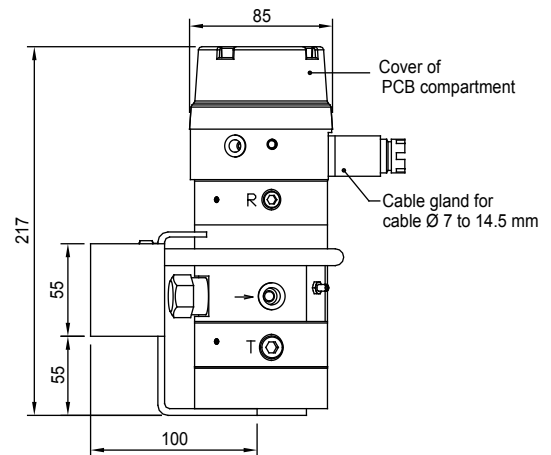 85
Cover of
PCB compartment
R
Cable gland for
cable Ø 7 to 14.5 mm
217
55
55
T
100